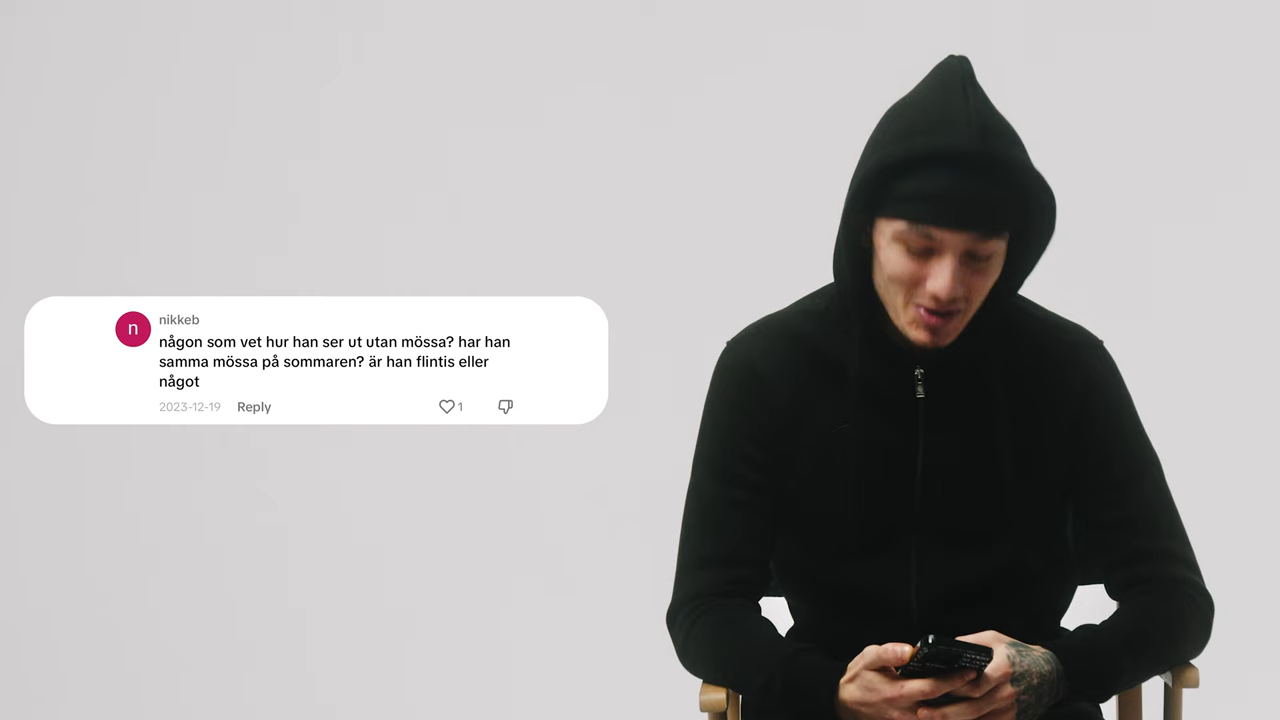 n
nikkeb
någon som vet hur han ser ut utan mössa? har han
samma mössa på sommaren? är han flintis eller
något
2023-12-19 Reply 1